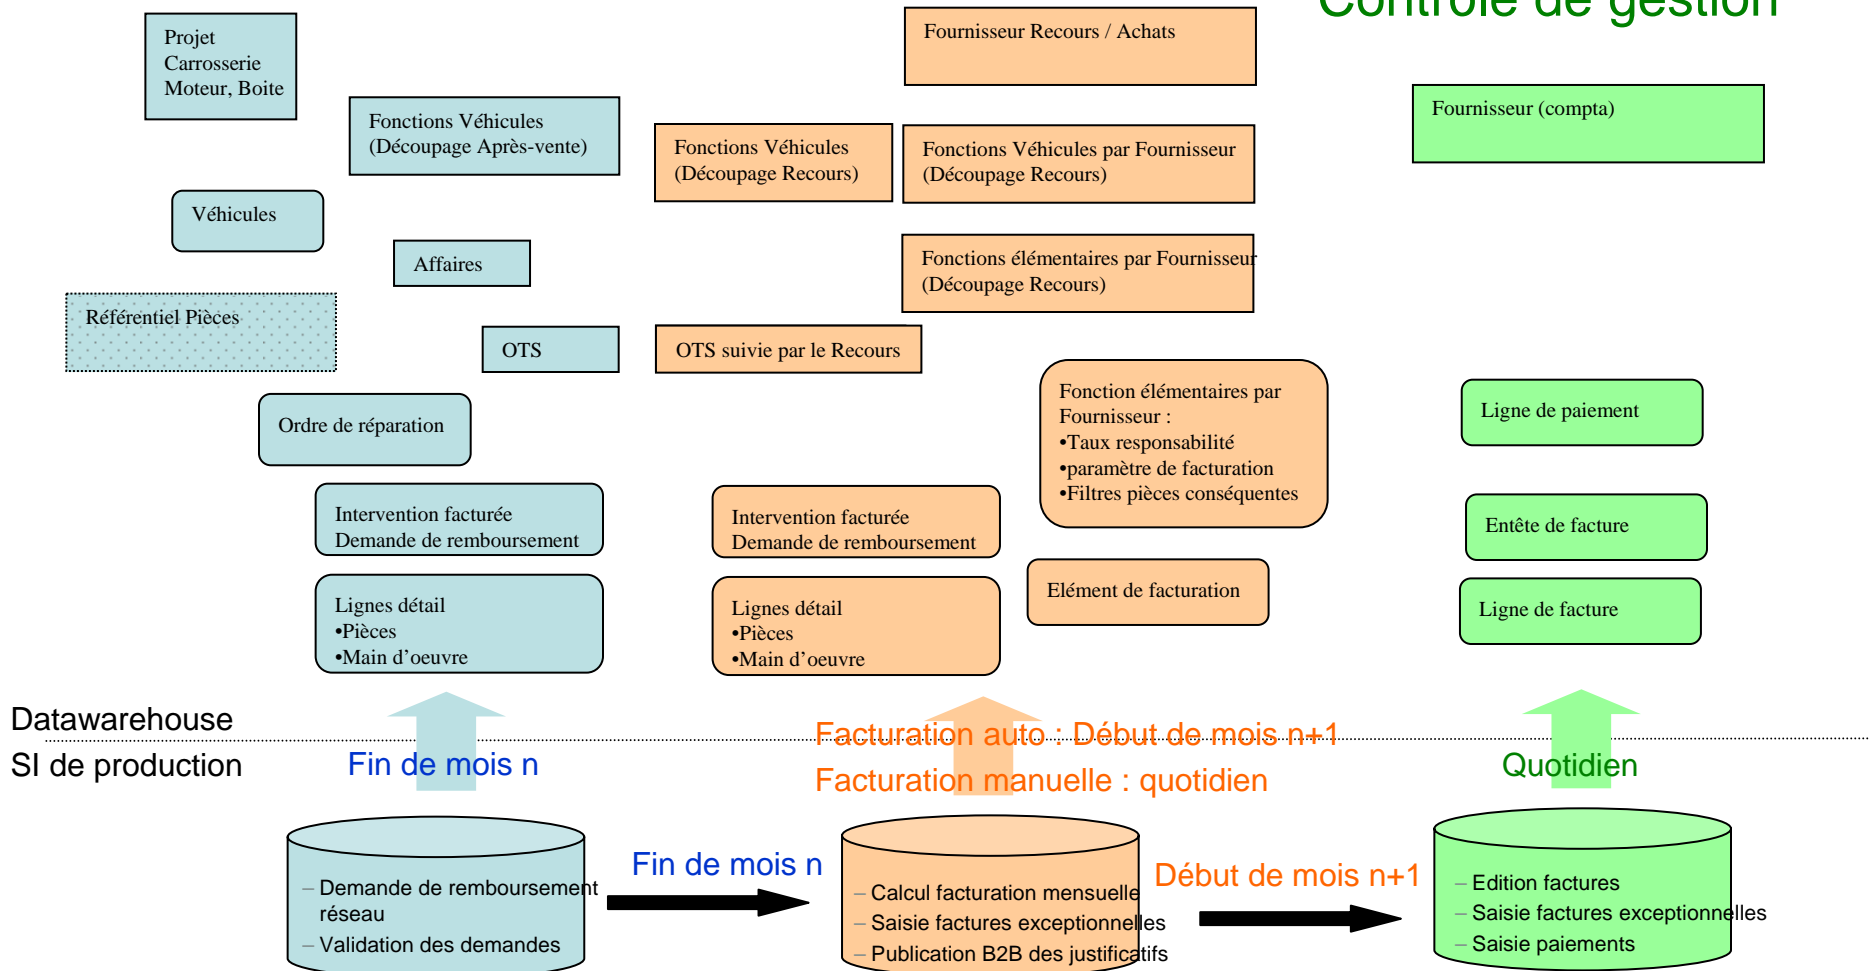 Contrôle de gestion
Projet
Carrosserie
Moteur, Boite
Fonctions Véhicules
(Découpage Après-vente)
Véhicules
Affaires
Référentiel Pièces
OTS
Ordre de réparation
Intervention facturée
Demande de remboursement
Lignes détail
•Pièces
•Main d’oeuvre
Fournisseur Recours / Achats
Fonctions Véhicules
(Découpage Recours)
Fonctions Véhicules par Fournisseur
(Découpage Recours)
Fonctions élémentaires par Fournisseur
(Découpage Recours)
OTS suivie par le Recours
Fonction élémentaires par
Fournisseur :
•Taux responsabilité
•paramètre de facturation
•Filtres pièces conséquentes
Intervention facturée
Demande de remboursement
Elément de facturation
Lignes détail
•Pièces
•Main d’oeuvre
Fournisseur (compta)
Ligne de paiement
Entête de facture
Ligne de facture
Datawarehouse
SI de production
Fin de mois n
Facturation auto : Début de mois n+1
Facturation manuelle : quotidien
Quotidien
– Demande de remboursement
réseau
– Validation des demandes
Fin de mois n
– Calcul facturation mensuelle
– Saisie factures exceptionnelles
– Publication B2B des justificatifs
Début de mois n+1
– Edition factures
– Saisie factures exceptionnelles
– Saisie paiements